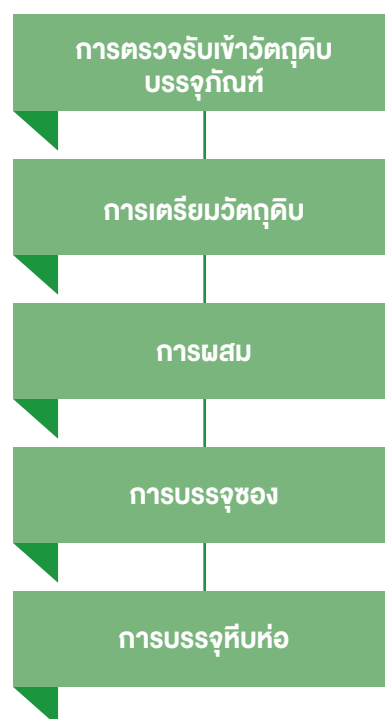 การตรวจรับเข้าวัตถุดิบ
บรรจุภัณฑ์
การเตรียมวัตถุดิบ
การผสม
การบรรจุซอง
การบรรจุหีบห่อ